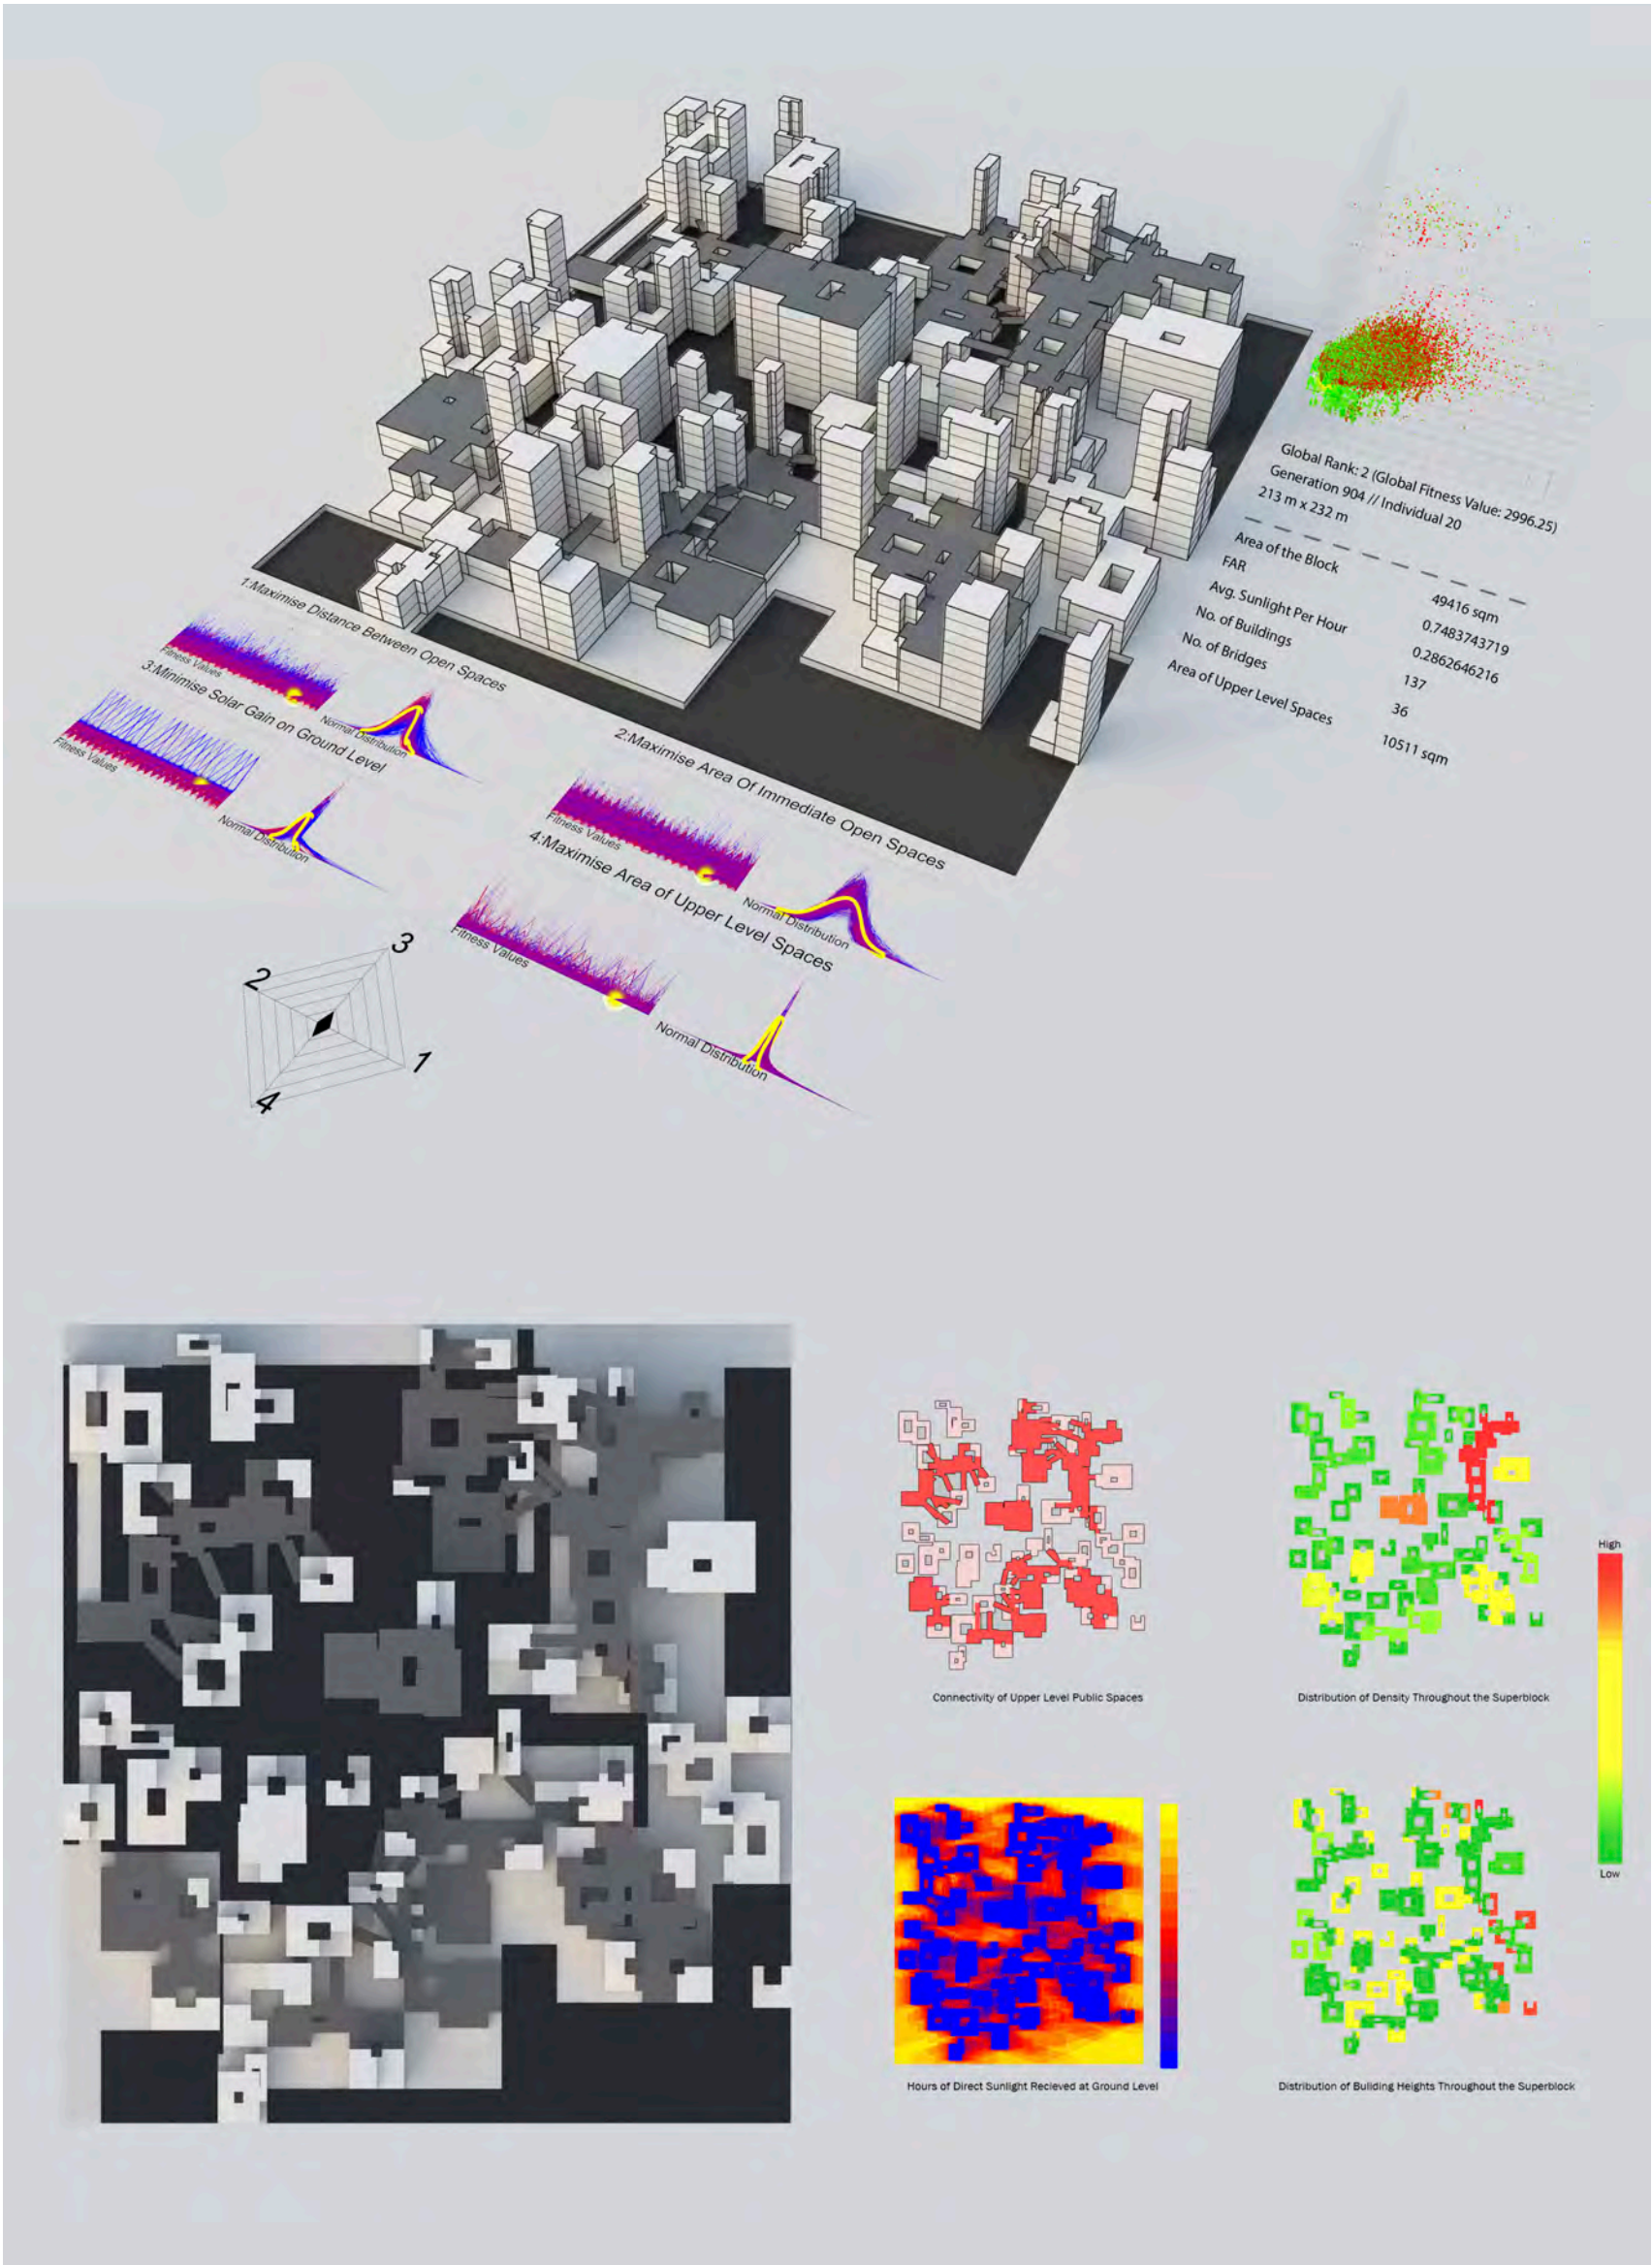 Global Rank: 2 (Global Fitness Value: 2996.25)
Generation 904 // Individual 20
213 m x 232 m
Area of the Block
49416 sqm
FAR
0.7483743719
Avg. Sunlight Per Hour
0.2862646216
No. of Buildings
137
No. of Bridges
36
Area of Upper Level Spaces
10511 sqm
1:Maximise Distance Between Open Spaces
Fitness Values
Normal Distribution
3:Minimise Solar Gain on Ground Level
Fitness Values
Normal Distribution
2:Maximise Area Of Immediate Open Spaces
Fitness Values
Normal Distribution
4:Maximise Area of Upper Level Spaces
Fitness Values
Normal Distribution
3
2
1
4
Connectivity of Upper Level Public Spaces
Distribution of Density Throughout the Superblock
High
Low
Hours of Direct Sunlight Recieved at Ground Level
Distribution of Building Heights Throughout the Superblock